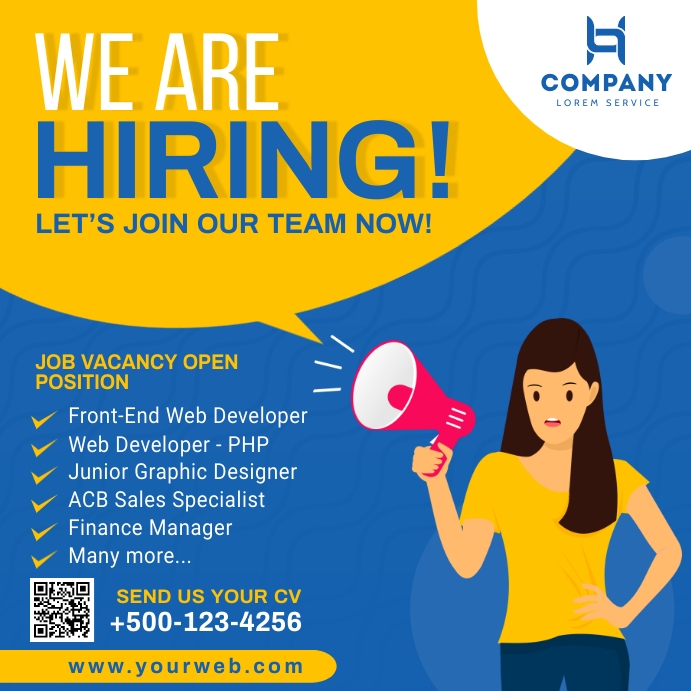 WE ARE
HIRING!
LET’S JOIN OUR TEAM NOW!
COMPANY
LOREM SERVICE
JOB VACANCY OPEN
POSITION
Front-End Web Developer
Web Developer - PHP
Junior Graphic Designer
ACB Sales Specialist
Finance Manager
Many more...
SEND US YOUR CV
+500-123-4256
www.yourweb.com